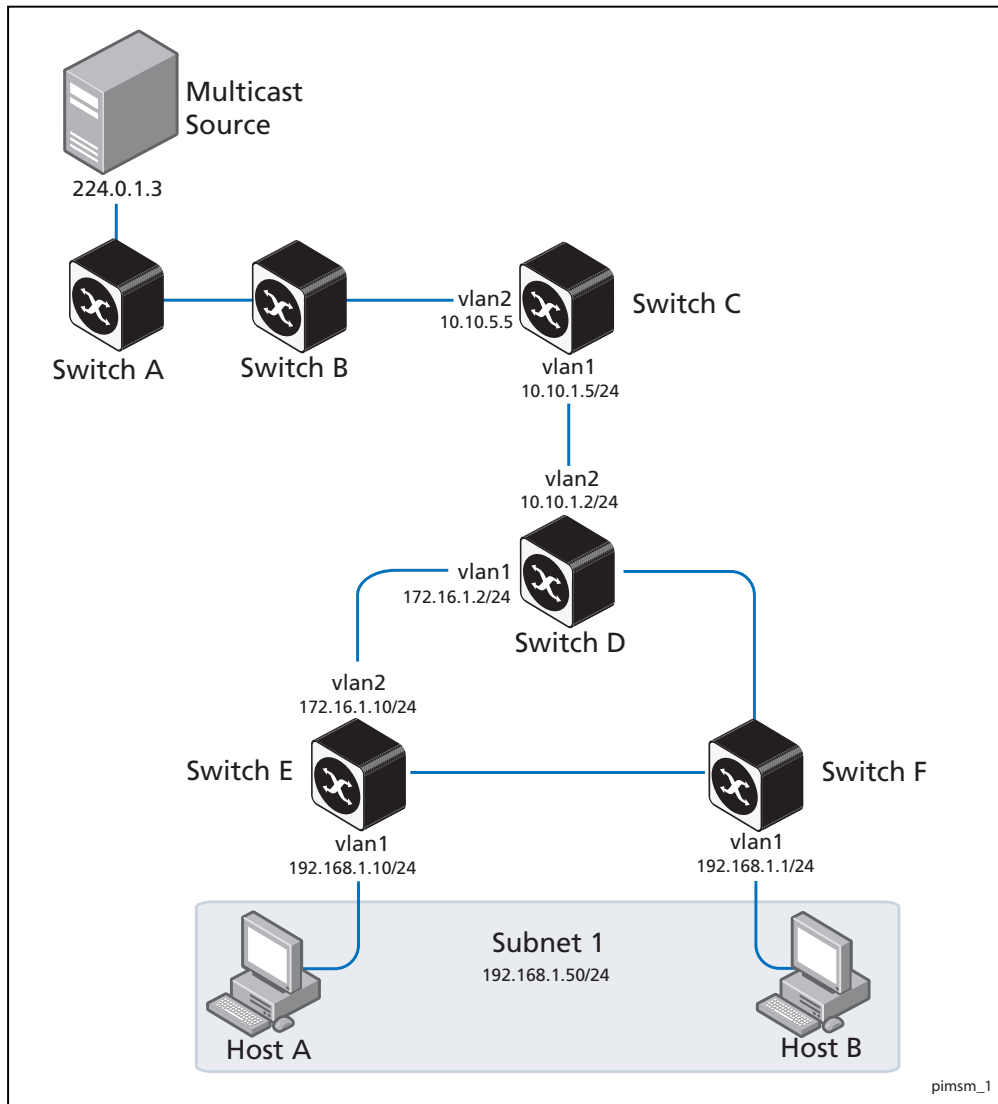 Multicast
Source
224.0.1.3
Switch A
Switch B
vlan2
10.10.5.5
Switch C
vlan1
10.10.1.5/24
vlan2
10.10.1.2/24
vlan1
172.16.1.2/24
Switch D
vlan2
172.16.1.10/24
Switch E
Switch F
vlan1
192.168.1.10/24
vlan1
192.168.1.1/24
Subnet 1
192.168.1.50/24
Host A
Host B
pimsm_1